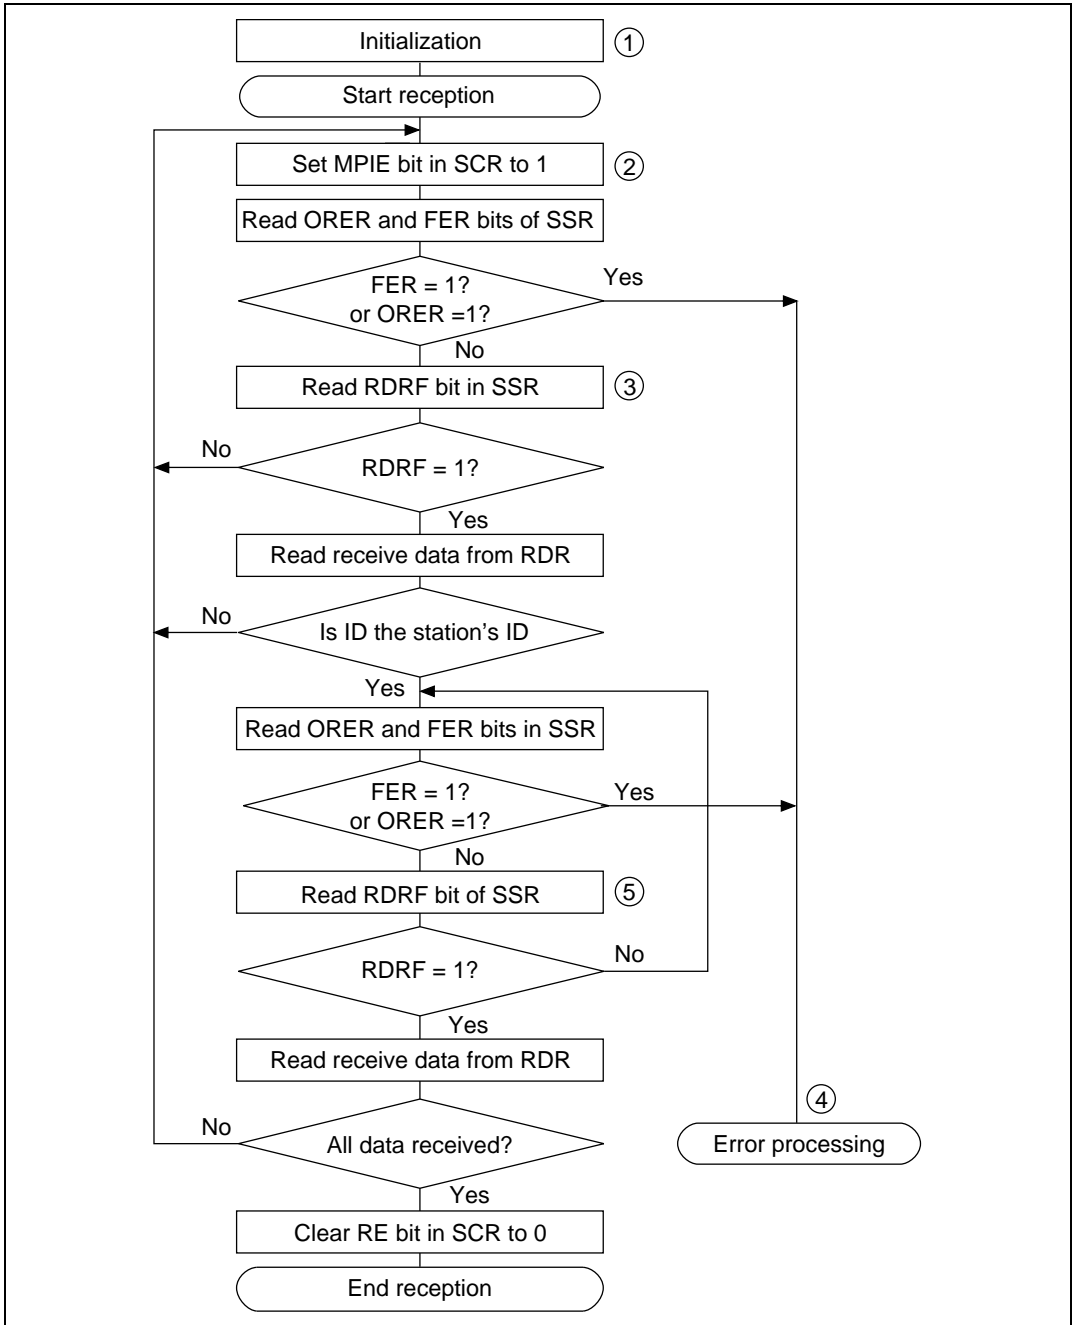 Initialization
①
Start reception
Set MPIE bit in SCR to 1
②
Read ORER and FER bits of SSR
FER = 1?
or ORER =1?
Yes
No
Read RDRF bit in SSR
③
RDRF = 1?
No
Yes
Read receive data from RDR
Is ID the station's ID
No
Yes
Read ORER and FER bits in SSR
FER = 1?
or ORER =1?
Yes
No
Read RDRF bit of SSR
⑤
RDRF = 1?
No
Yes
Read receive data from RDR
All data received?
No
Yes
④
Error processing
Clear RE bit in SCR to 0
End reception